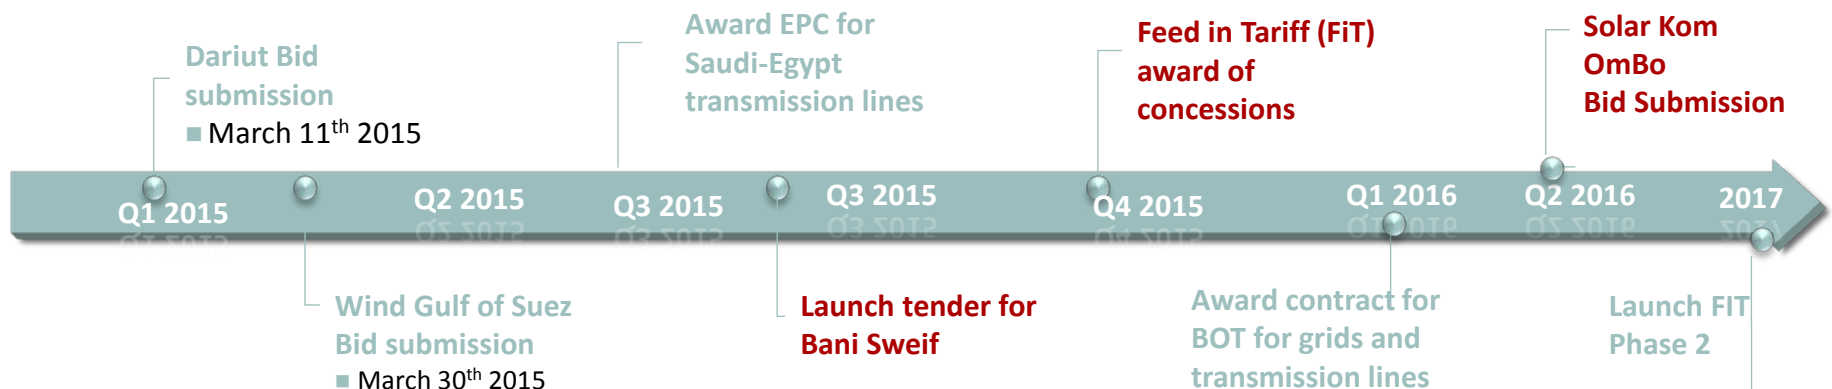 Dariut Bid
submission
■ March 11th 2015
Award EPC for
Saudi-Egypt
transmission lines
Feed in Tariff (FiT)
award of
concessions
Solar Kom
OmBo
Bid Submission
Q1 2015
Q2 2015
Q3 2015
Q3 2015
Q4 2015
Q1 2016
Q2 2016
2017
Wind Gulf of Suez
Bid submission
■ March 30th 2015
Launch tender for
Bani Sweif
Award contract for
BOT for grids and
transmission lines
Launch FIT
Phase 2